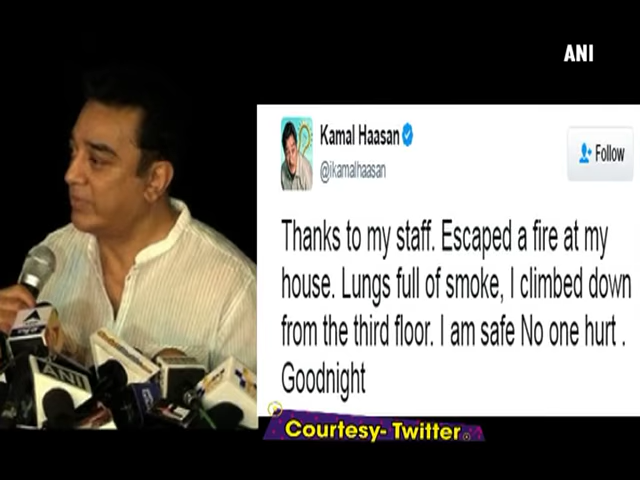 ANI
Kamal Haasan
@ikamalhaasan
Follow
Thanks to my staff. Escaped a fire at my
house. Lungs full of smoke, I climbed down
from the third floor. I am safe No one hurt .
Goodnight
ANI
Courtesy- Twitter